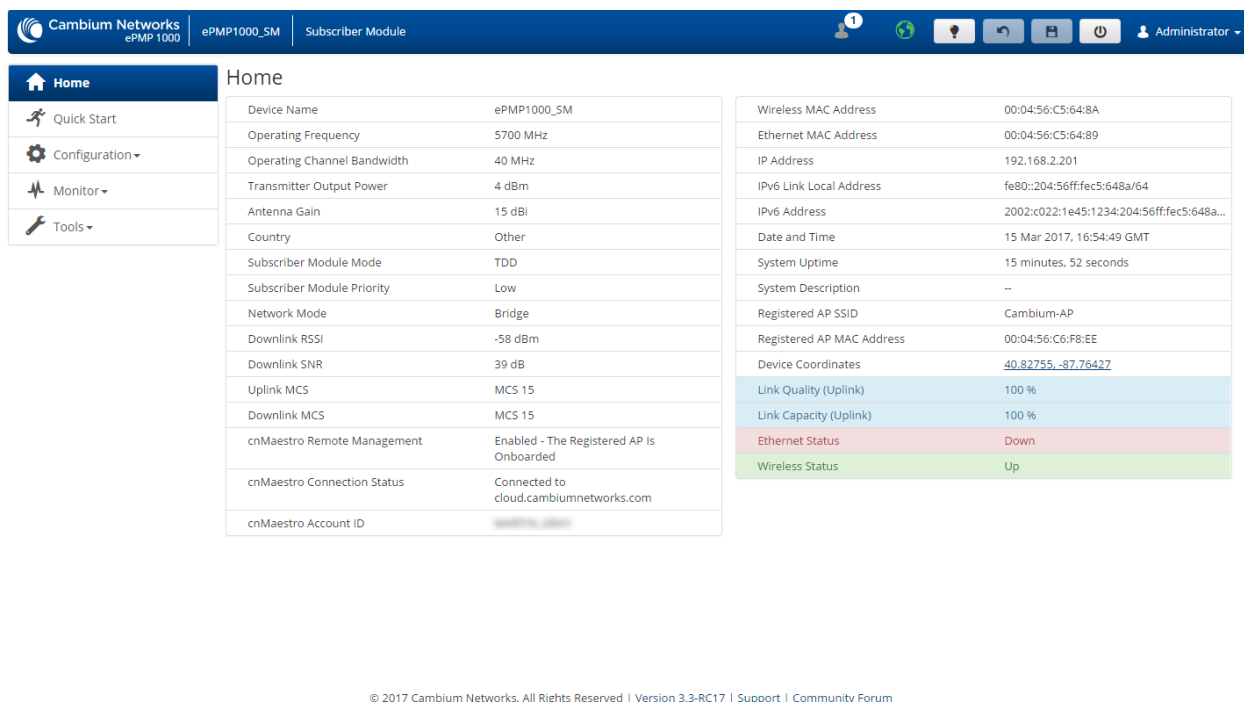 Cambium Networks
ePMP 1000
ePMP1000_SM
Subscriber Module
1
Administrator
Home
Quick Start
Configuration
Monitor
Tools
Home
Device Name ePMP1000_SM
Operating Frequency 5700 MHz
Operating Channel Bandwidth 40 MHz
Transmitter Output Power 4 dBm
Antenna Gain 15 dBi
Country Other
Subscriber Module Mode TDD
Subscriber Module Priority Low
Network Mode Bridge
Downlink RSSI -58 dBm
Downlink SNR 39 dB
Uplink MCS MCS 15
Downlink MCS MCS 15
cnMaestro Remote Management Enabled - The Registered AP Is
Onboarded
cnMaestro Connection Status Connected to
cloud.cambiumnetworks.com
cnMaestro Account ID
Wireless MAC Address 00:04:56:C5:64:8A
Ethernet MAC Address 00:04:56:C5:64:89
IP Address 192.168.2.201
IPv6 Link Local Address fe80::204:56ff:fec5:648a/64
IPv6 Address 2002:c022:1e45:1234:204:56ff:fec5:648a...
Date and Time 15 Mar 2017, 16:54:49 GMT
System Uptime 15 minutes, 52 seconds
System Description --
Registered AP SSID Cambium-AP
Registered AP MAC Address 00:04:56:C6:F8:EE
Device Coordinates 40.82755, -87.76427
Link Quality (Uplink) 100 %
Link Capacity (Uplink) 100 %
Ethernet Status Down
Wireless Status Up
© 2017 Cambium Networks. All Rights Reserved | Version 3.3-RC17 | Support | Community Forum